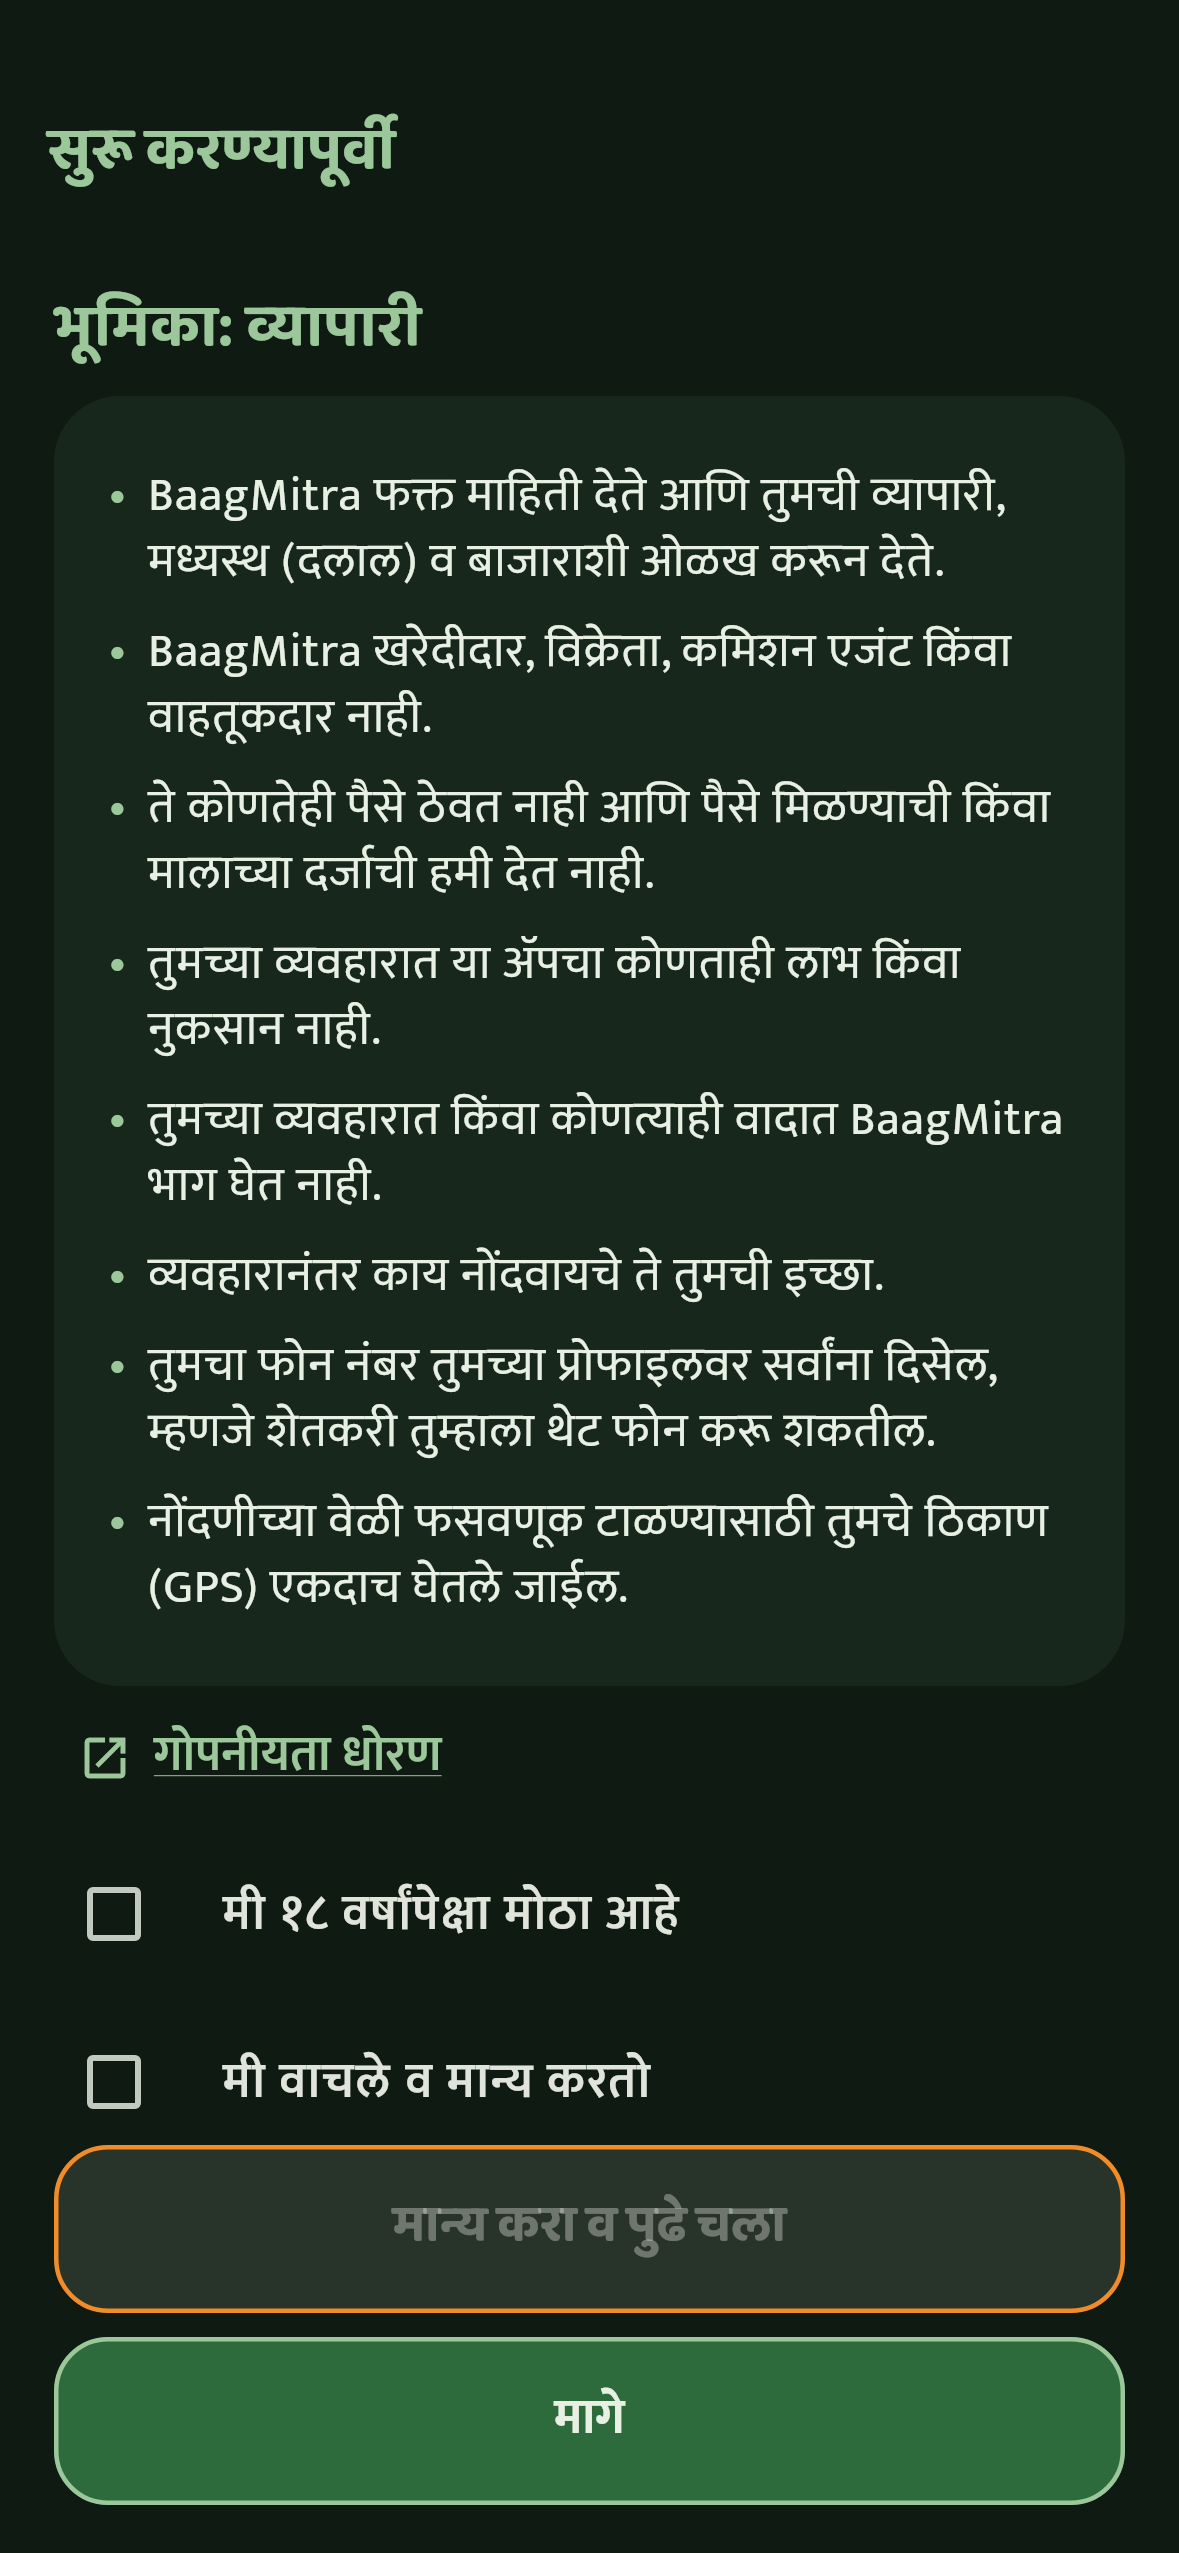 सुरू करण्यापूर्वी
भूमिका: व्यापारी
• BaagMitra फक्त माहिती देते आणि तुमची व्यापारी,
मध्यस्थ (दलाल) व बाजाराशी ओळख करून देते.
• BaagMitra खरेदीदार, विक्रेता, कमिशन एजंट किंवा
वाहतूकदार नाही.
• ते कोणतेही पैसे ठेवत नाही आणि पैसे मिळण्याची किंवा
मालाच्या दर्जाची हमी देत नाही.
• तुमच्या व्यवहारात या ॲपचा कोणताही लाभ किंवा
नुकसान नाही.
• तुमच्या व्यवहारात किंवा कोणत्याही वादात BaagMitra
भाग घेत नाही.
• व्यवहारानंतर काय नोंदवायचे ते तुमची इच्छा.
• तुमचा फोन नंबर तुमच्या प्रोफाइलवर सर्वांना दिसेल,
म्हणजे शेतकरी तुम्हाला थेट फोन करू शकतील.
• नोंदणीच्या वेळी फसवणूक टाळण्यासाठी तुमचे ठिकाण
(GPS) एकदाच घेतले जाईल.
गोपनीयता धोरण
मी १८ वर्षांपेक्षा मोठा आहे
मी वाचले व मान्य करतो
मान्य करा व पुढे चला
मागे